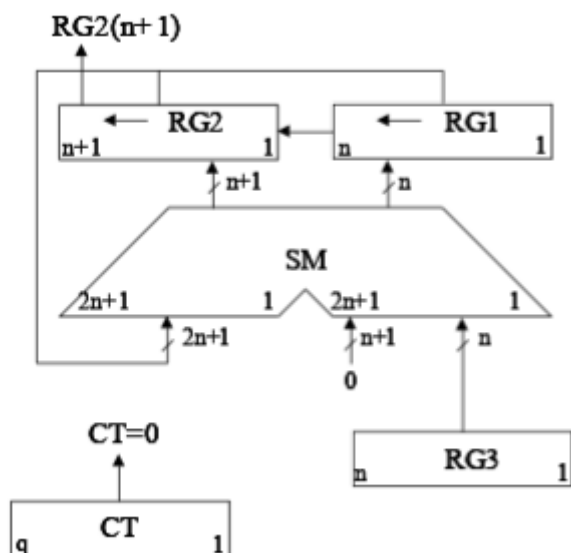 RG2(n+1)
RG2
n+1 1
RG1
n 1
n+1 n
SM
2n+1 1 2n+1 1
2n+1 n+1 n
0
CT=0
RG3
n 1
CT
q 1